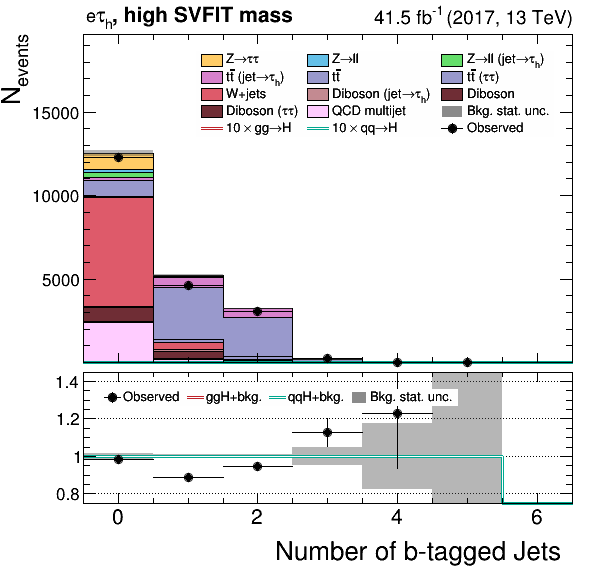 eτh, high SVFIT mass 41.5 fb⁻¹ (2017, 13 TeV)
Nevents
Z→ττ Z→ll Z→ll (jet→τh)
tt̄ (jet→τh) tt̄ tt̄ (ττ)
W+jets Diboson (jet→τh) Diboson
Diboson (ττ) QCD multijet Bkg. stat. unc.
10 × gg→H 10 × qq→H Observed
15000
10000
5000
Observed ggH+bkg. qqH+bkg. Bkg. stat. unc.
1.4
1.2
1
0.8
0 2 4 6
Number of b-tagged Jets